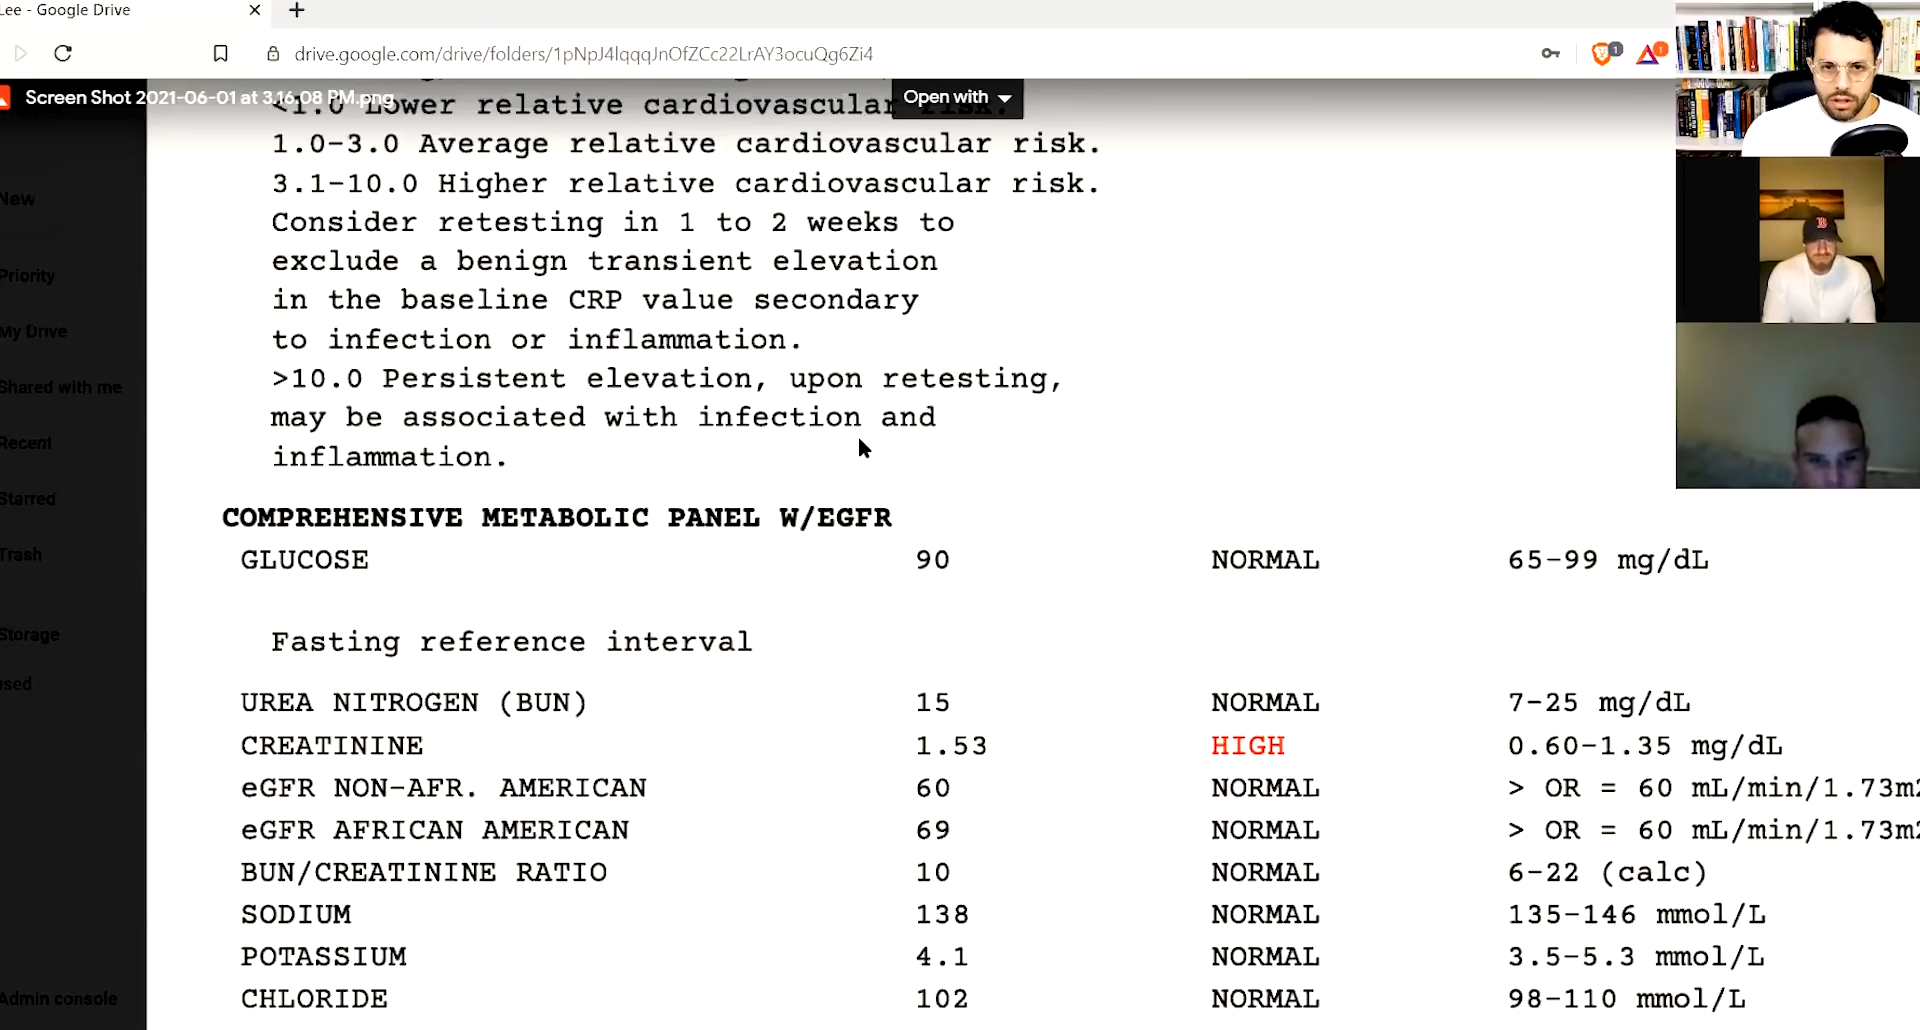 Lee - Google Drive
drive.google.com/drive/folders/1pNpJ4lqqqJnOfZCc22LrAY3ocuQg6Zi4
1
1
Screen Shot 2021-06-01 at 3.16.08 PM.png
Open with
<1.0 Lower relative cardiovascular risk.
1.0-3.0 Average relative cardiovascular risk.
3.1-10.0 Higher relative cardiovascular risk.
Consider retesting in 1 to 2 weeks to
exclude a benign transient elevation
in the baseline CRP value secondary
to infection or inflammation.
>10.0 Persistent elevation, upon retesting,
may be associated with infection and
inflammation.
New
Priority
My Drive
Shared with me
Recent
Starred
Trash
Storage
used
Admin console
COMPREHENSIVE METABOLIC PANEL W/EGFR
GLUCOSE 90 NORMAL 65-99 mg/dL
Fasting reference interval
UREA NITROGEN (BUN) 15 NORMAL 7-25 mg/dL
CREATININE 1.53 HIGH 0.60-1.35 mg/dL
eGFR NON-AFR. AMERICAN 60 NORMAL > OR = 60 mL/min/1.73m2
eGFR AFRICAN AMERICAN 69 NORMAL > OR = 60 mL/min/1.73m2
BUN/CREATININE RATIO 10 NORMAL 6-22 (calc)
SODIUM 138 NORMAL 135-146 mmol/L
POTASSIUM 4.1 NORMAL 3.5-5.3 mmol/L
CHLORIDE 102 NORMAL 98-110 mmol/L
B